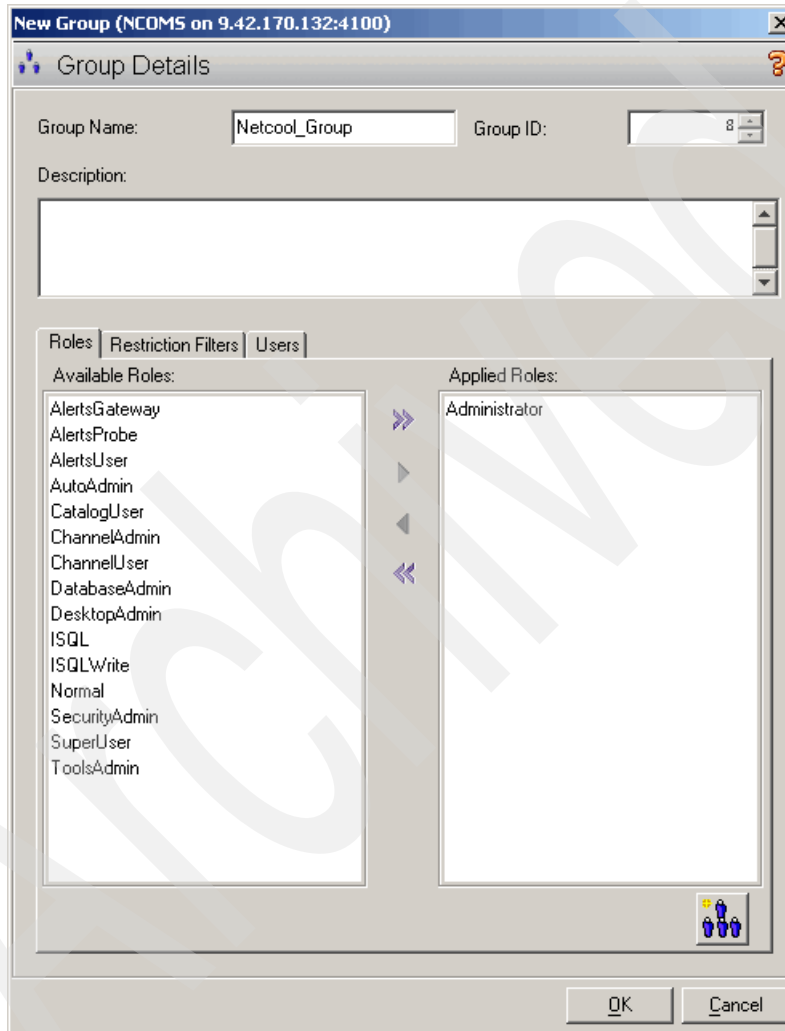 New Group (NCOMS on 9.42.170.132:4100)
Group Details
Group Name: Netcool_Group Group ID: 8
Description:
Roles Restriction Filters Users
Available Roles: Applied Roles:
AlertsGateway Administrator
AlertsProbe
AlertsUser
AutoAdmin
CatalogUser
ChannelAdmin
ChannelUser
DatabaseAdmin
DesktopAdmin
ISQL
ISQLWrite
Normal
SecurityAdmin
SuperUser
ToolsAdmin
OK Cancel
Archived